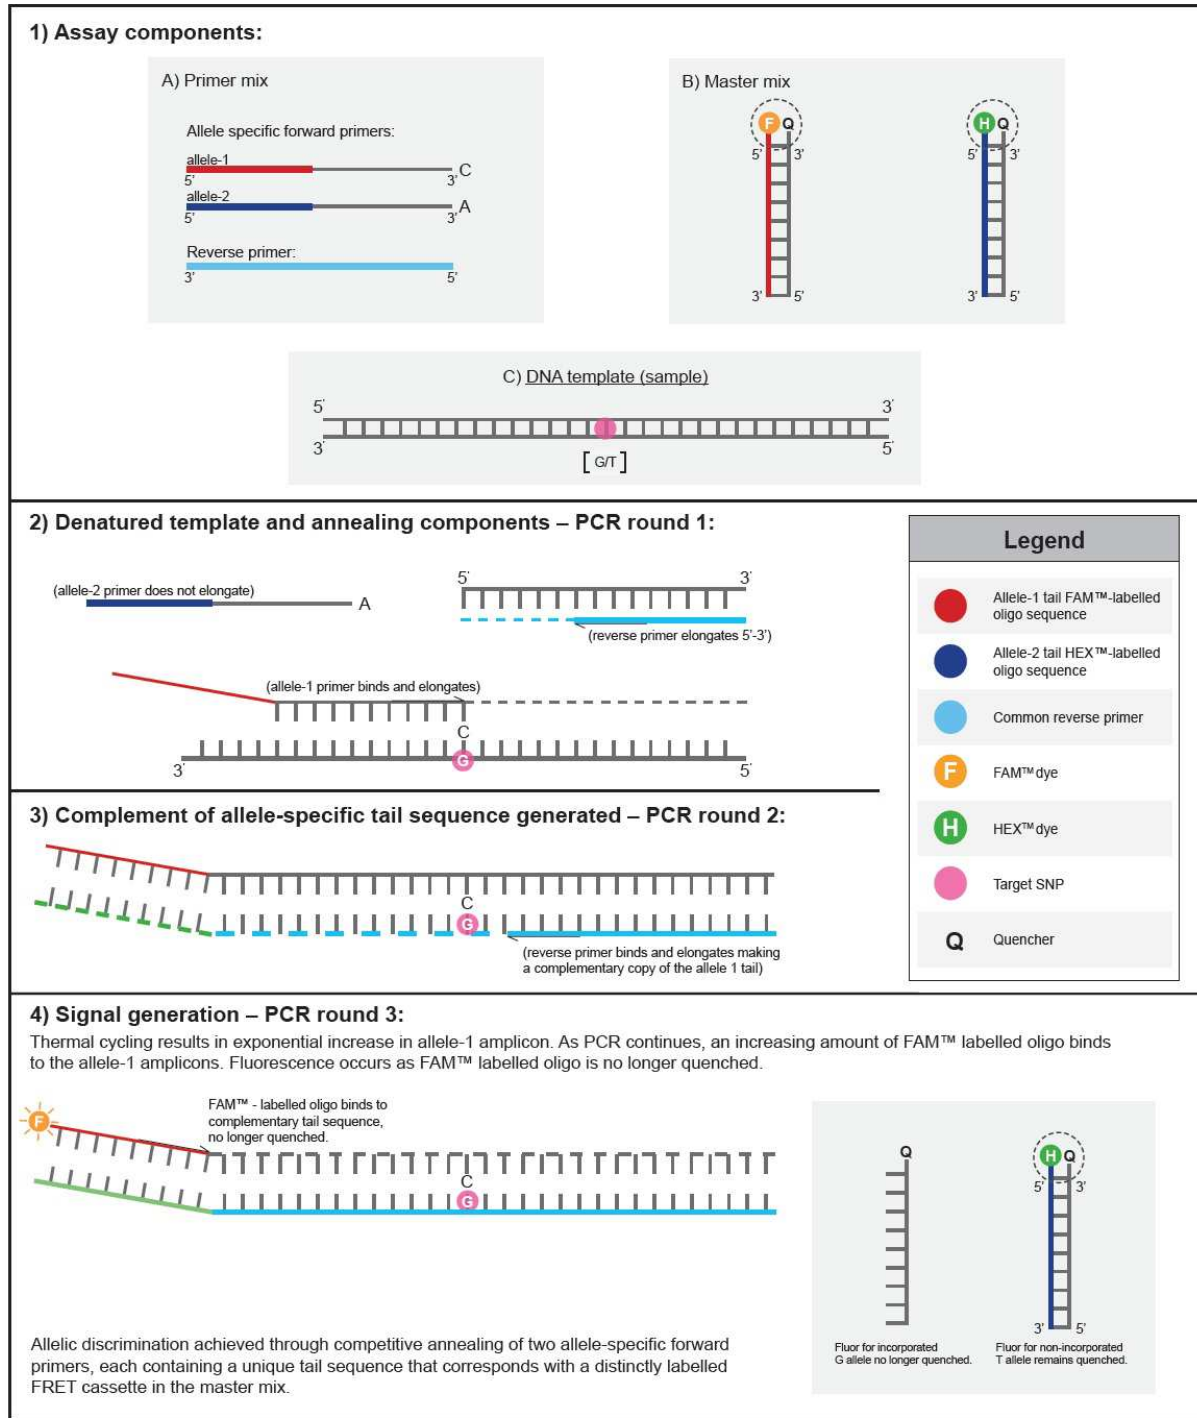 1) Assay components:
A) Primer mix
Allele specific forward primers:
allele-1
C
5' 3'
allele-2
A
5' 3'
Reverse primer:
3' 5'
B) Master mix
F Q H Q
5' 3' 5' 3'
3' 5' 3' 5'
C) DNA template (sample)
5' 3'
3' 5'
[ G/T ]
2) Denatured template and annealing components – PCR round 1:
(allele-2 primer does not elongate)
A
5' 3'
(reverse primer elongates 5'-3')
(allele-1 primer binds and elongates)
C
G
3' 5'
Legend
Allele-1 tail FAM™-labelled
oligo sequence
Allele-2 tail HEX™-labelled
oligo sequence
Common reverse primer
F FAM™ dye
H HEX™ dye
Target SNP
Q Quencher
3) Complement of allele-specific tail sequence generated – PCR round 2:
C
G
(reverse primer binds and elongates making
a complementary copy of the allele 1 tail)
4) Signal generation – PCR round 3:
Thermal cycling results in exponential increase in allele-1 amplicon. As PCR continues, an increasing amount of FAM™ labelled oligo binds
to the allele-1 amplicons. Fluorescence occurs as FAM™ labelled oligo is no longer quenched.
F
FAM™ - labelled oligo binds to
complementary tail sequence,
no longer quenched.
C
G
Q H Q
5' 3'
3' 5'
Fluor for incorporated
G allele no longer quenched.
Fluor for non-incorporated
T allele remains quenched.
Allelic discrimination achieved through competitive annealing of two allele-specific forward
primers, each containing a unique tail sequence that corresponds with a distinctly labelled
FRET cassette in the master mix.